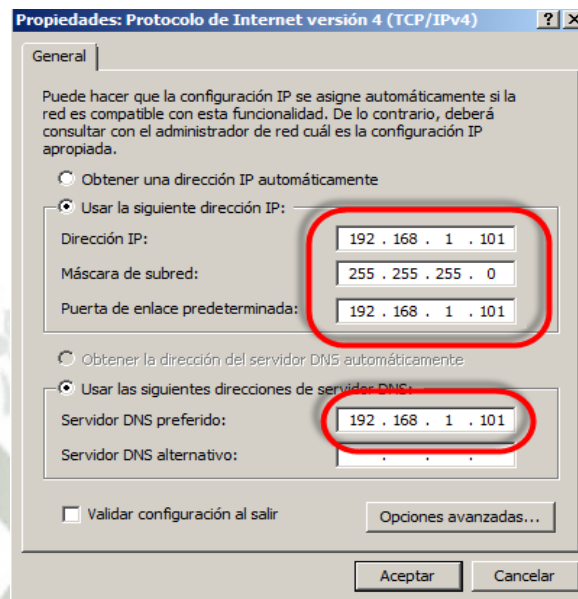 Propiedades: Protocolo de Internet versión 4 (TCP/IPv4)
General
Puede hacer que la configuración IP se asigne automáticamente si la
red es compatible con esta funcionalidad. De lo contrario, deberá
consultar con el administrador de red cuál es la configuración IP
apropiada.
Obtener una dirección IP automáticamente
Usar la siguiente dirección IP:
Dirección IP: 192 . 168 . 1 . 101
Máscara de subred: 255 . 255 . 255 . 0
Puerta de enlace predeterminada: 192 . 168 . 1 . 101
Obtener la dirección del servidor DNS automáticamente
Usar las siguientes direcciones de servidor DNS:
Servidor DNS preferido: 192 . 168 . 1 . 101
Servidor DNS alternativo: . . .
Validar configuración al salir
Opciones avanzadas...
Aceptar Cancelar